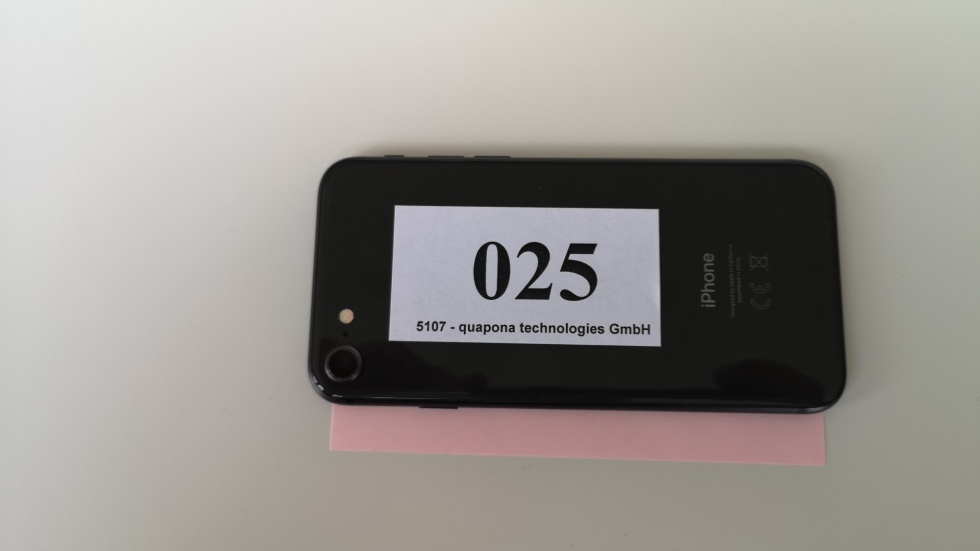 025
5107 - quapona technologies GmbH
iPhone